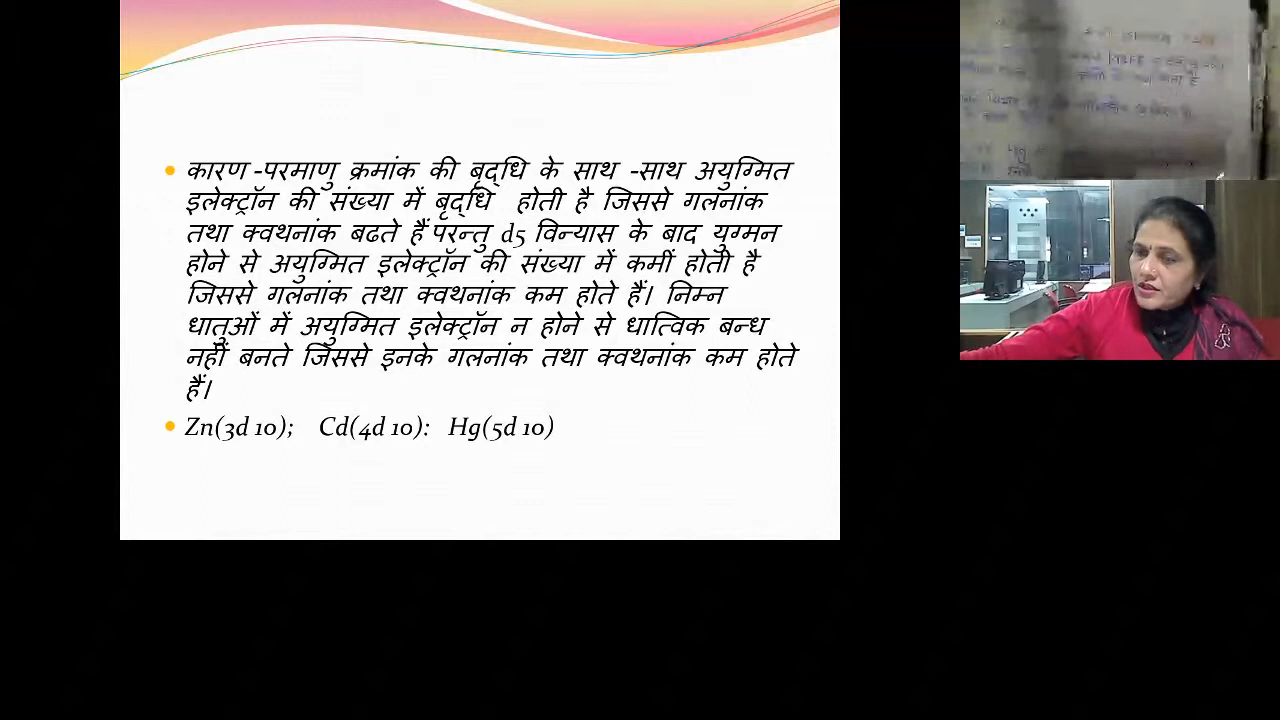 कारण -परमाणु क्रमांक की बृद्धि के साथ -साथ अयुग्मित
इलेक्ट्रॉन की संख्या में बृद्धि होती है जिससे गलनांक
तथा क्वथनांक बढते हैं परन्तु d5 विन्यास के बाद युग्मन
होने से अयुग्मित इलेक्ट्रॉन की संख्या में कमी होती है
जिससे गलनांक तथा क्वथनांक कम होते हैं। निम्न
धातुओं में अयुग्मित इलेक्ट्रॉन न होने से धात्विक बन्ध
नहीं बनते जिससे इनके गलनांक तथा क्वथनांक कम होते
हैं।
Zn(3d 10); Cd(4d 10): Hg(5d 10)